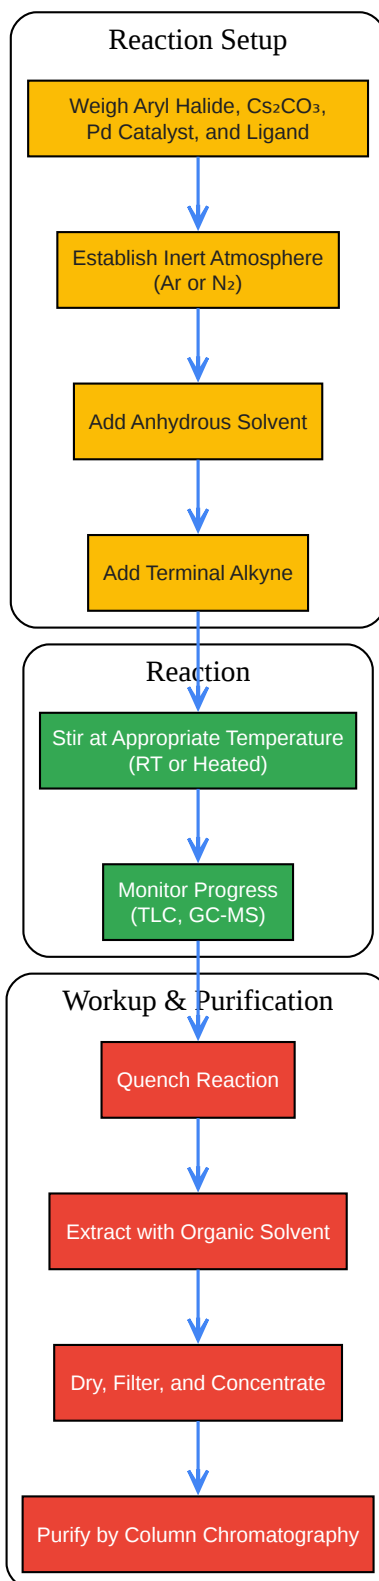 Reaction Setup
Weigh Aryl Halide, Cs₂CO₃,
Pd Catalyst, and Ligand
Establish Inert Atmosphere
(Ar or N₂)
Add Anhydrous Solvent
Add Terminal Alkyne
Reaction
Stir at Appropriate Temperature
(RT or Heated)
Monitor Progress
(TLC, GC-MS)
Workup & Purification
Quench Reaction
Extract with Organic Solvent
Dry, Filter, and Concentrate
Purify by Column Chromatography